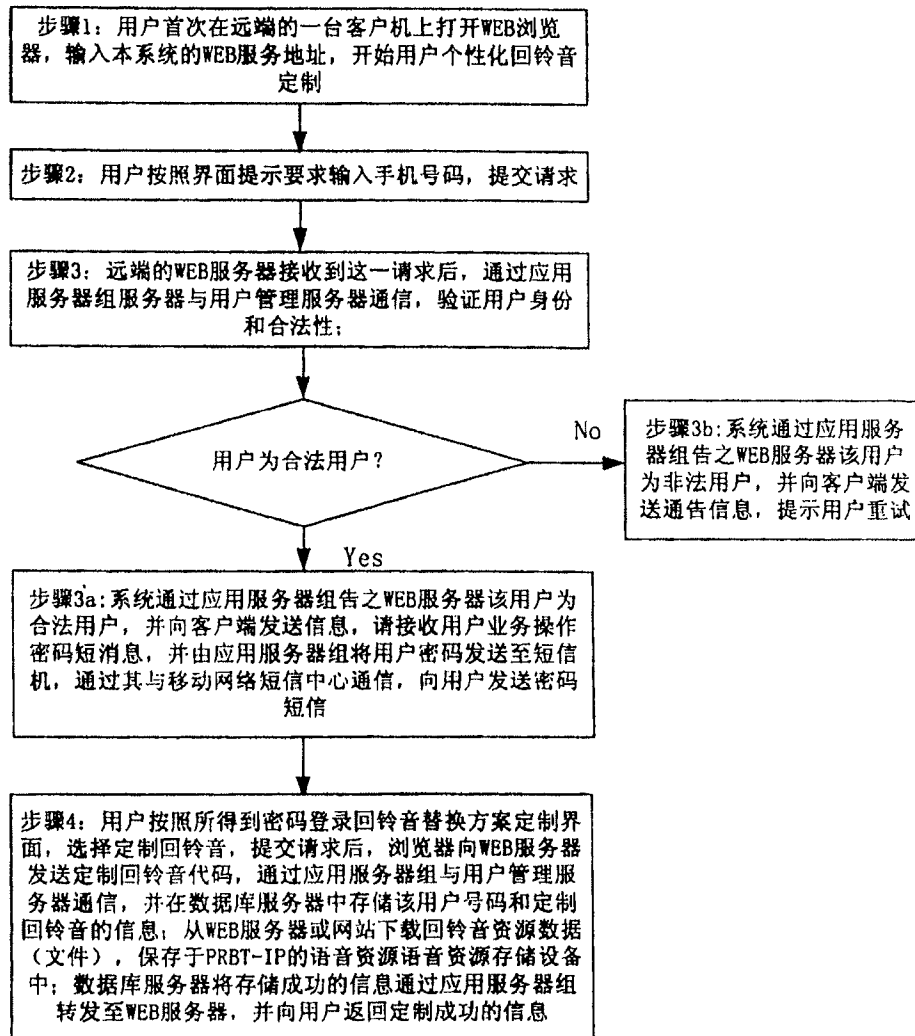 步骤1：用户首次在远端的一台客户机上打开WEB浏览
器，输入本系统的WEB服务地址，开始用户个性化回铃音
定制
步骤2：用户按照界面提示要求输入手机号码，提交请求
步骤3：远端的WEB服务器接收到这一请求后，通过应用
服务器组服务器与用户管理服务器通信，验证用户身份
和合法性；
用户为合法用户？
No
步骤3b:系统通过应用服务
器组告之WEB服务器该用户
为非法用户，并向客户端发
送通告信息，提示用户重试
Yes
步骤3a:系统通过应用服务器组告之WEB服务器该用户为
合法用户，并向客户端发送信息，请接收用户业务操作
密码短消息，并由应用服务器组将用户密码发送至短信
机，通过其与移动网络短信中心通信，向用户发送密码
短信
步骤4：用户按照所得到密码登录回铃音替换方案定制界
面，选择定制回铃音，提交请求后，浏览器向WEB服务器
发送定制回铃音代码，通过应用服务器组与用户管理服
务器通信，并在数据库服务器中存储该用户号码和定制
回铃音的信息；从WEB服务器或网站下载回铃音资源数据
（文件），保存于PRBT-IP的语音资源语音资源存储设备
中；数据库服务器将存储成功的信息通过应用服务器组
转发至WEB服务器，并向用户返回定制成功的信息